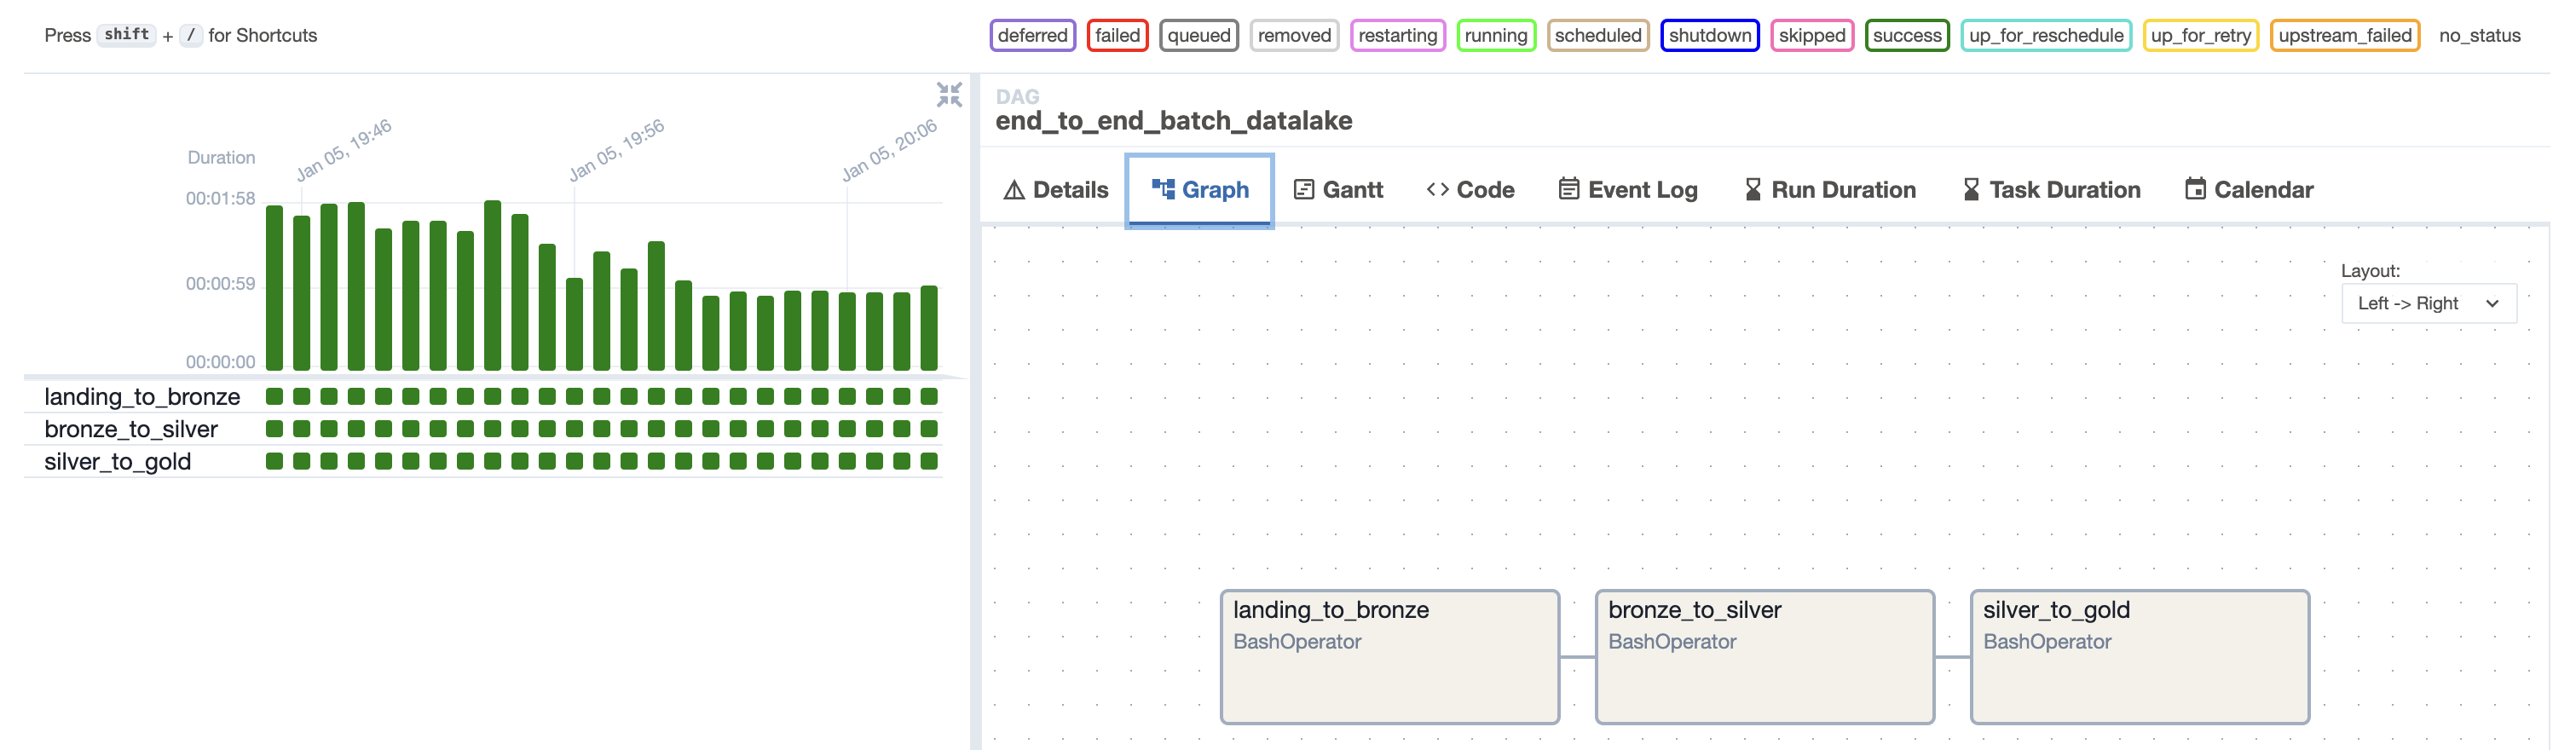 Press shift + / for Shortcuts
deferred failed queued removed restarting running scheduled shutdown skipped success up_for_reschedule up_for_retry upstream_failed no_status
Jan 05, 19:46
Jan 05, 19:56
Jan 05, 20:06
Duration
00:01:58
00:00:59
00:00:00
landing_to_bronze
bronze_to_silver
silver_to_gold
DAG
end_to_end_batch_datalake
Details Graph Gantt Code Event Log Run Duration Task Duration Calendar
Layout:
Left -> Right
landing_to_bronze
BashOperator
bronze_to_silver
BashOperator
silver_to_gold
BashOperator